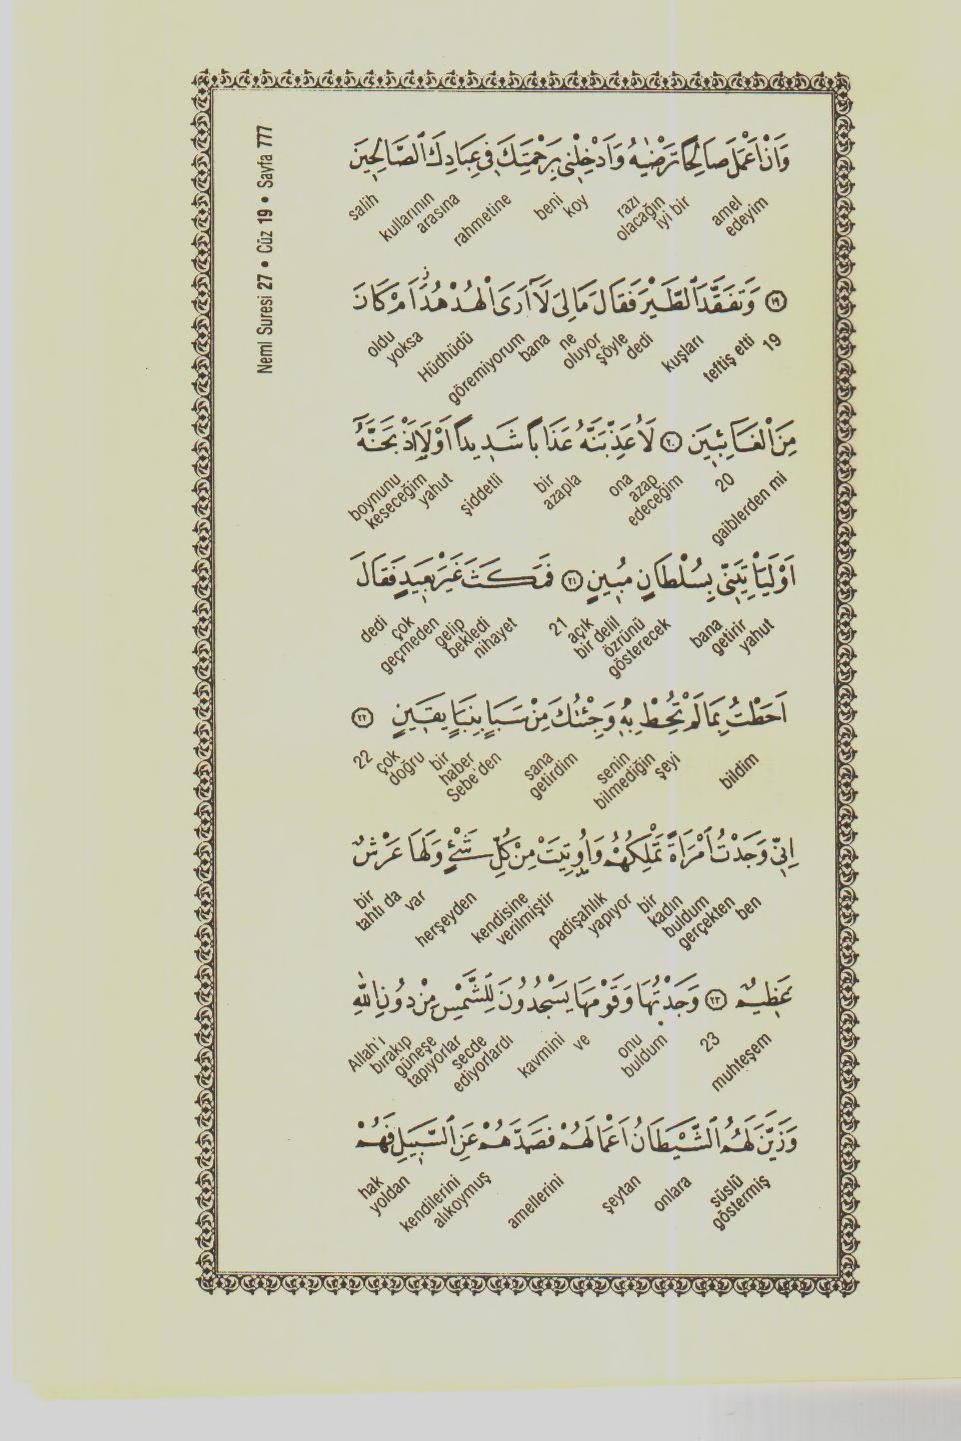 Neml Suresi 27 • Cüz 19 • Sayfa 777
وَاَنْ اَعْمَلَ صَالِحًا تَرْضٰيهُ وَاَدْخِلْنٖى بِرَحْمَتِكَ فٖى عِبَادِكَ الصَّالِحٖينَ
amel edeyim iyi bir razı olacağın koy beni rahmetine kullarının arasına salih
﴿١٩﴾ وَتَفَقَّدَ الطَّيْرَ فَقَالَ مَا لِىَ لَٓا اَرَى الْهُدْهُدَ اَمْ كَانَ
19 teftiş etti kuşları şöyle dedi ne oluyor bana göremiyorum Hüdhüdü yoksa oldu
مِنَ الْغَٓائِبٖينَ ﴿٢٠﴾ لَاُعَذِّبَنَّهُ عَذَابًا شَدٖيدًا اَوْ لَاَاذْبَحَنَّهُٓ
gaiblerden mi 20 ona azap edeceğim bir azapla şiddetli yahut boynunu keseceğim
اَوْ لَيَاْتِيَنّٖى بِسُلْطَانٍ مُبٖينٍ ﴿٢١﴾ فَمَكَثَ غَيْرَ بَعٖيدٍ فَقَالَ
yahut bana getirir özrünü gösterecek açık bir delil 21 nihayet gelip bekledi çok geçmeden dedi
اَحَطْتُ بِمَا لَمْ تُحِطْ بِهٖ وَجِئْتُكَ مِنْ سَبَاٍ بِنَبَاٍ يَقٖينٍ ﴿٢٢﴾
bildim şeyi senin bilmediğin sana getirdim Sebe'den bir haber çok doğru 22
اِنّٖى وَجَدْتُ امْرَاَةً تَمْلِكُهُمْ وَاُوتِيَتْ مِنْ كُلِّ شَىْءٍ وَلَهَا عَرْشٌ
ben gerçekten buldum bir kadın padişahlık yapıyor kendisine verilmiştir herşeyden var bir tahtı da
عَظٖيمٌ ﴿٢٣﴾ وَجَدْتُهَا وَقَوْمَهَا يَسْجُدُونَ لِلشَّمْسِ مِنْ دُونِ اللّٰهِ
muhteşem 23 onu buldum ve kavmini secde ediyorlardı güneşe tapıyorlar Allah'ı bırakıp
وَزَيَّنَ لَهُمُ الشَّيْطَانُ اَعْمَالَهُمْ فَصَدَّهُمْ عَنِ السَّبٖيلِ فَهُمْ
süslü göstermiş onlara şeytan amellerini kendilerini alıkoymuş hak yoldan